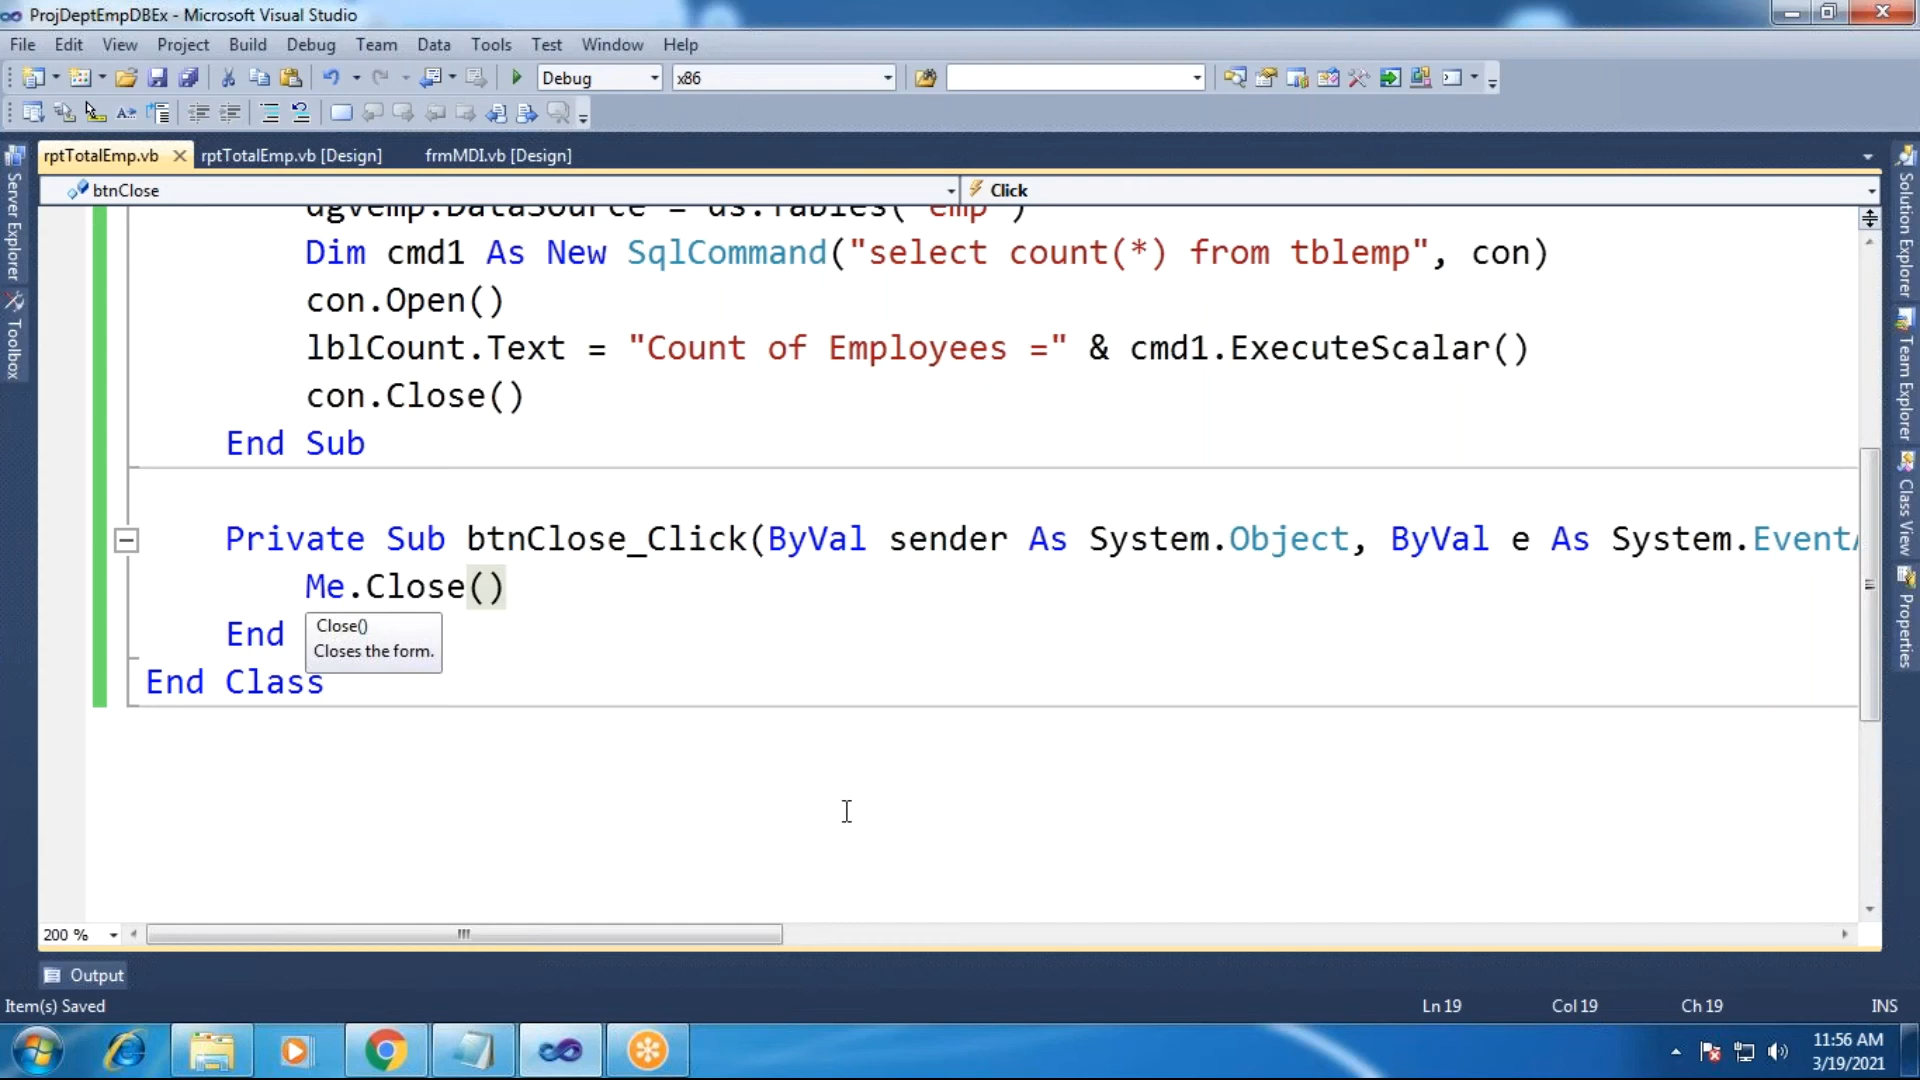 ProjDeptEmpDBEx - Microsoft Visual Studio
File Edit View Project Build Debug Team Data Tools Test Window Help
Debug x86
rptTotalEmp.vb rptTotalEmp.vb [Design] frmMDI.vb [Design]
btnClose Click
dgvemp.DataSource = ds.Tables("emp")
Dim cmd1 As New SqlCommand("select count(*) from tblemp", con)
con.Open()
lblCount.Text = "Count of Employees =" & cmd1.ExecuteScalar()
con.Close()
End Sub
Private Sub btnClose_Click(ByVal sender As System.Object, ByVal e As System.Event
Me.Close()
End
Close()
Closes the form.
End Class
200 %
Output
Item(s) Saved Ln 19 Col 19 Ch 19 INS
11:56 AM
3/19/2021
Server Explorer
Toolbox
Solution Explorer
Team Explorer
Class View
Properties